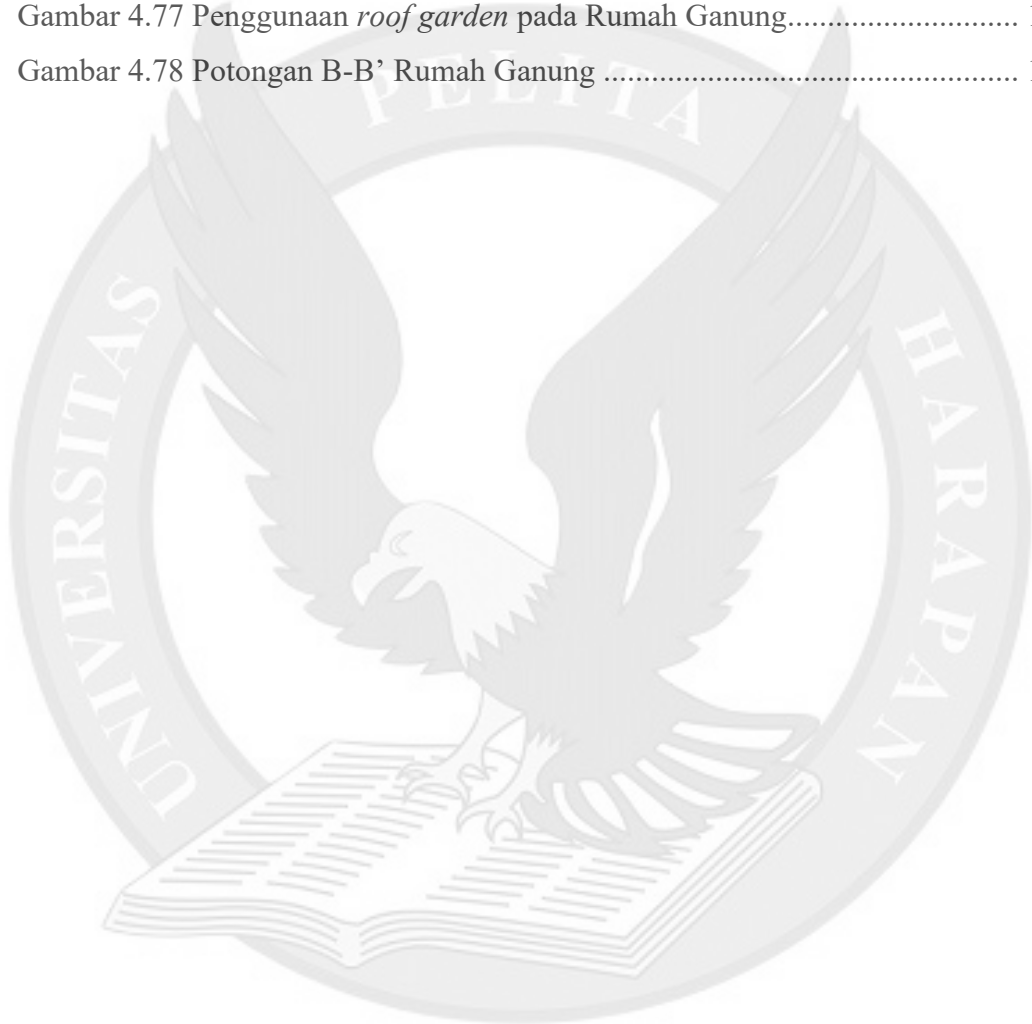 Gambar 4.77 Penggunaan roof garden pada Rumah Ganung............................
Gambar 4.78 Potongan B-B’ Rumah Ganung ..................................................
UNIVERSITAS PELITA HARAPAN